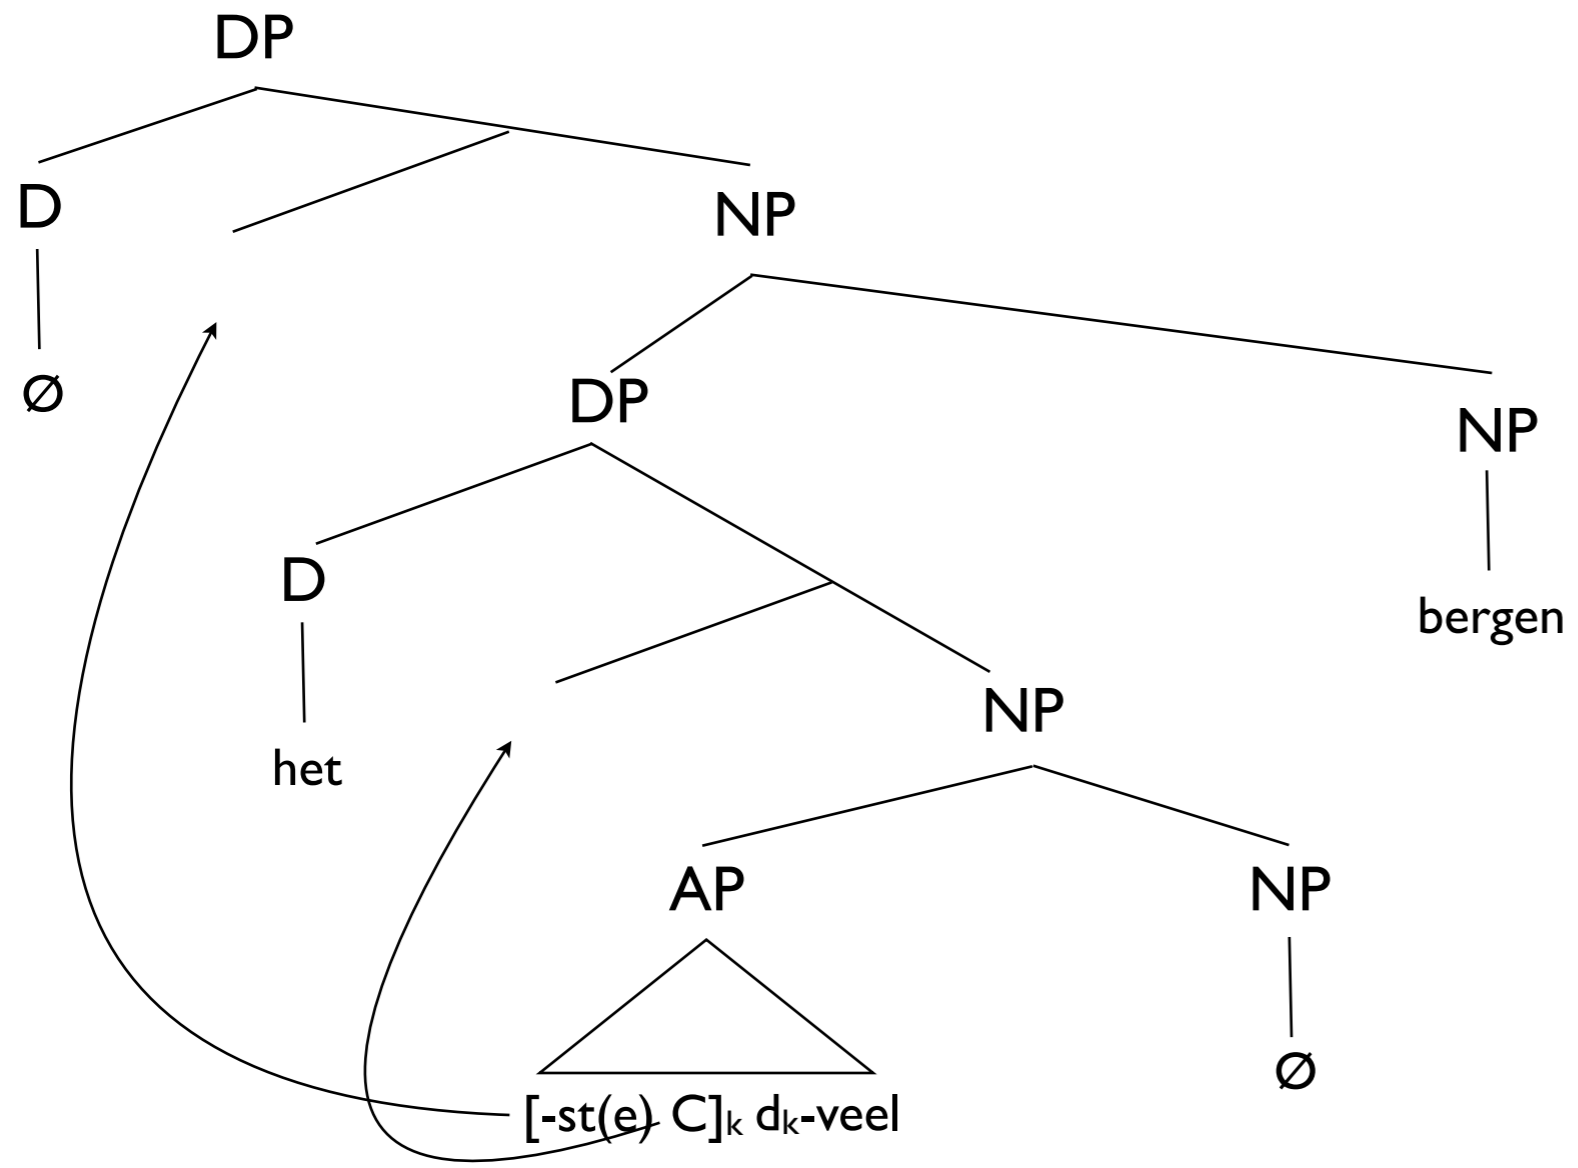 DP
D
NP
Ø
DP
NP
D
bergen
NP
het
AP
NP
Ø
[-st(e) C]k dk-veel